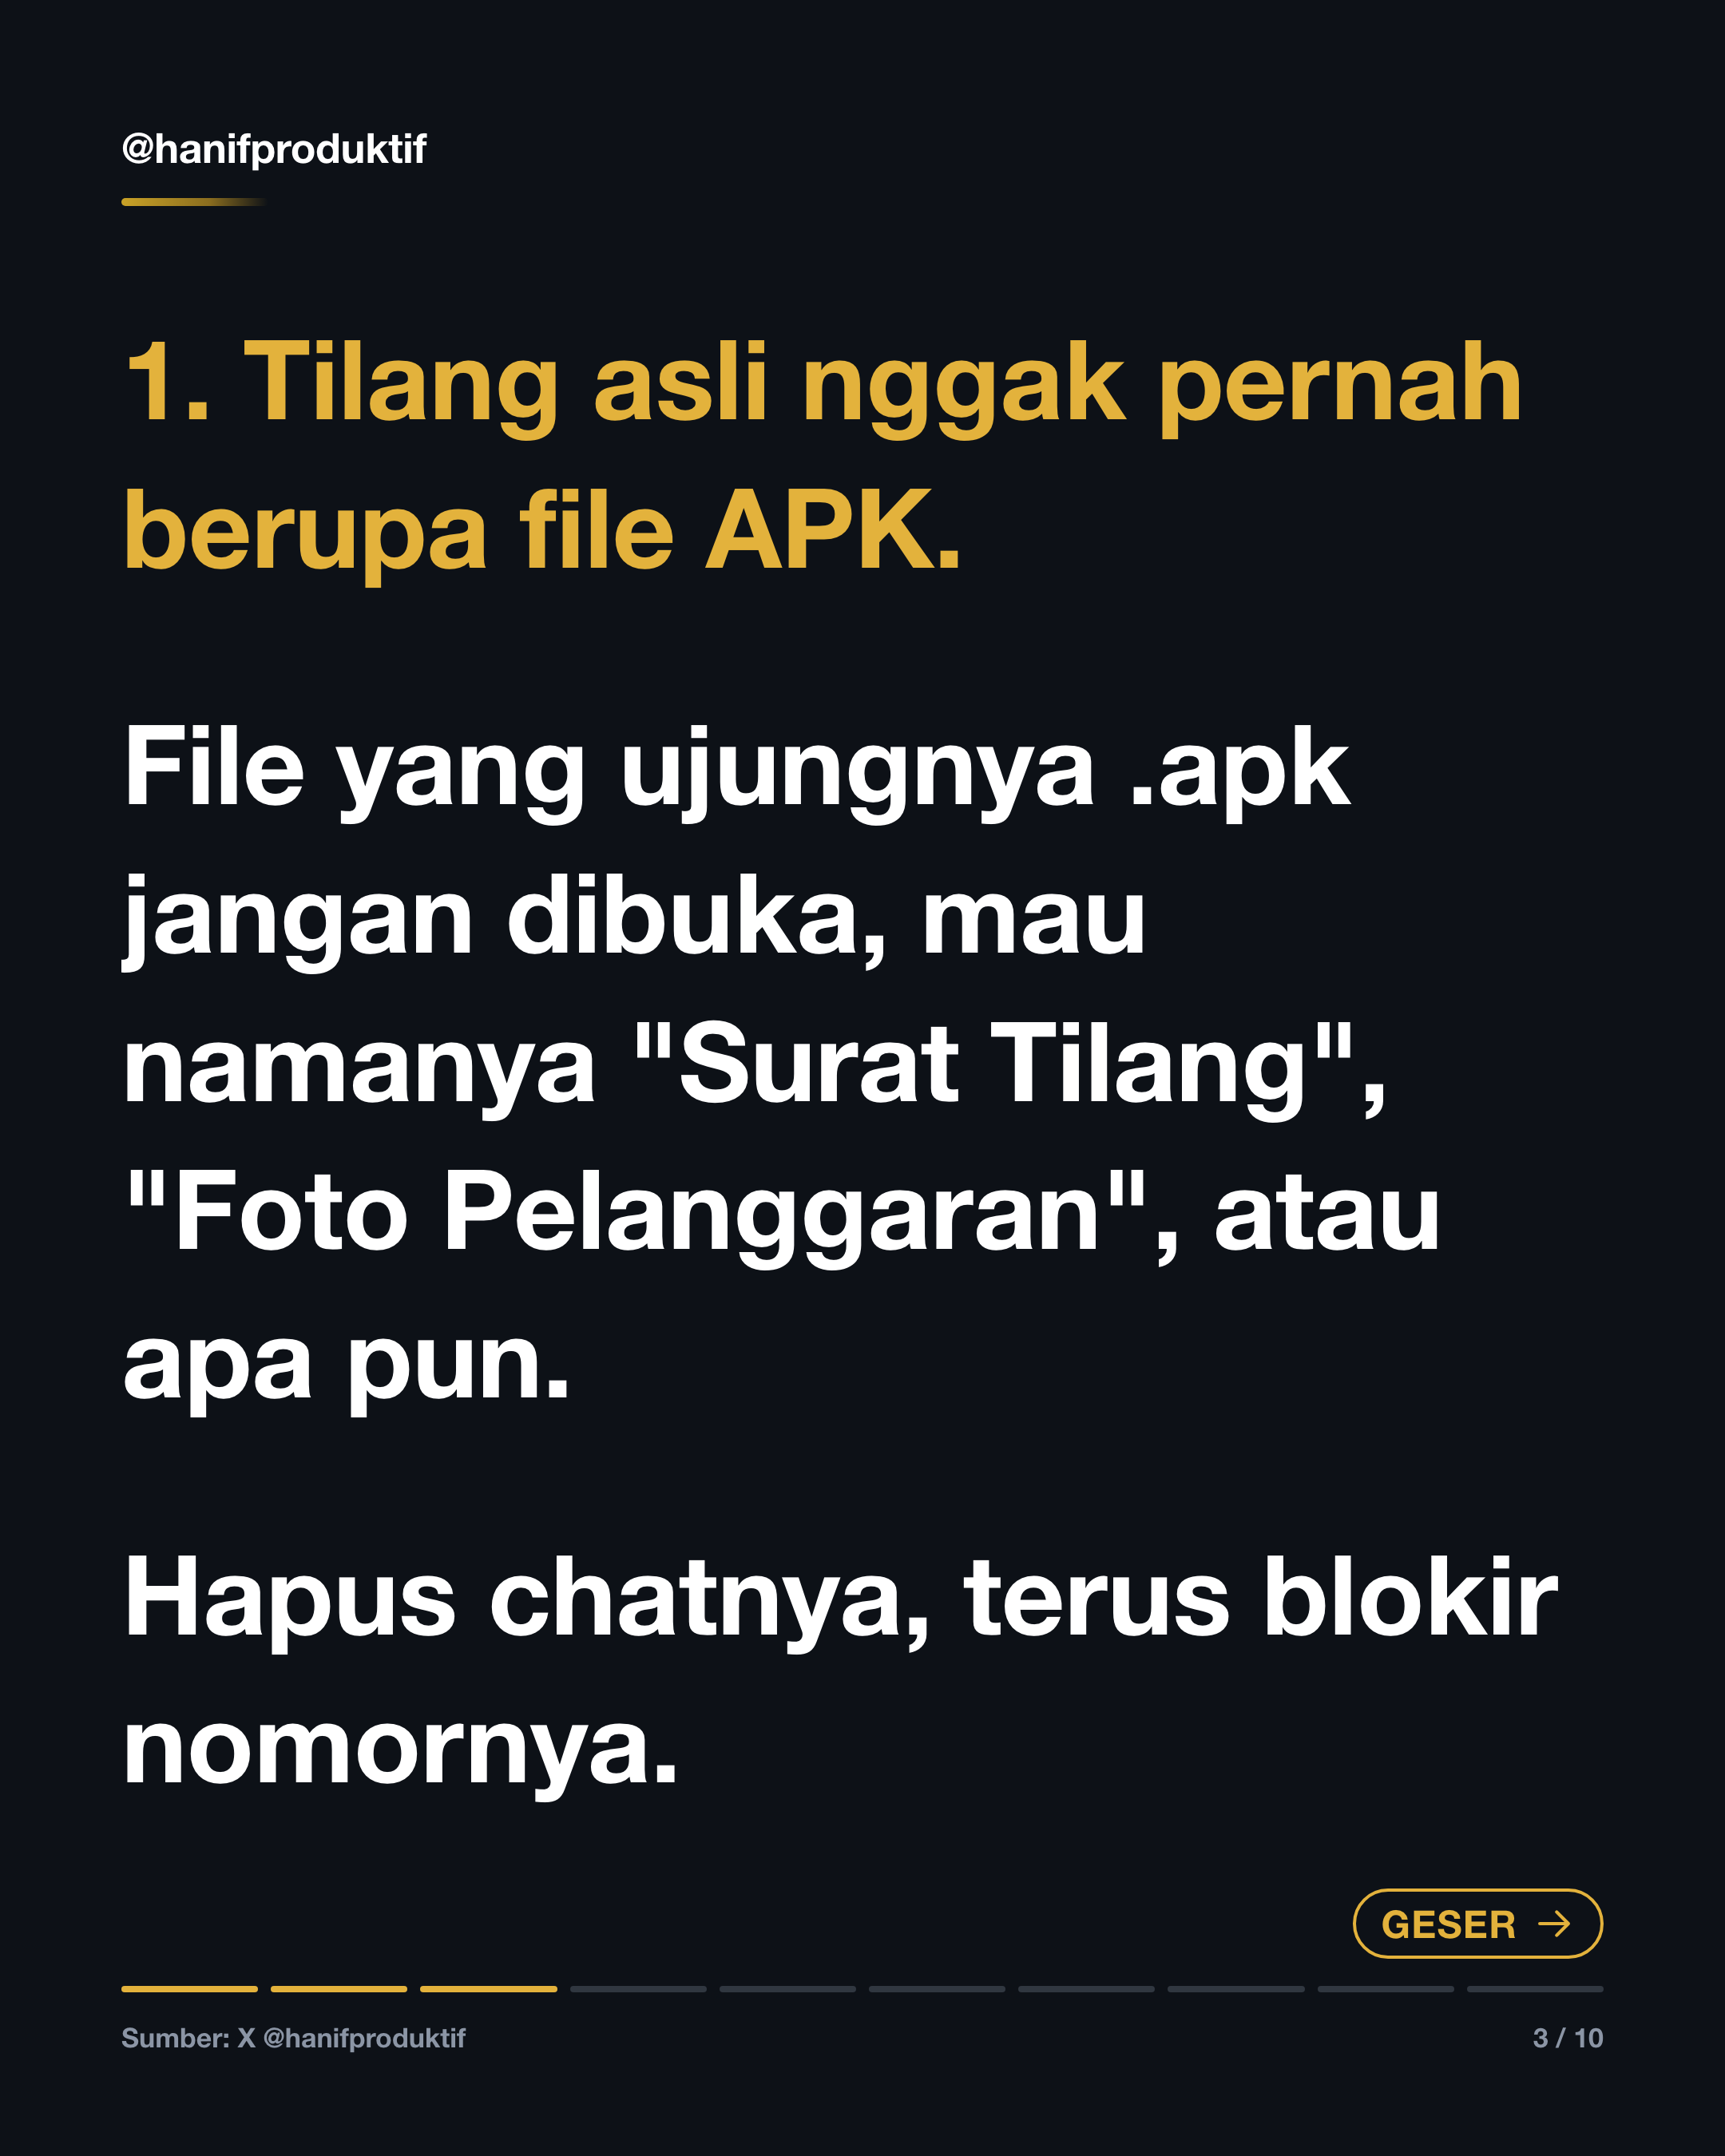 @hanifproduktif
1. Tilang asli nggak pernah
berupa file APK.
File yang ujungnya .apk
jangan dibuka, mau
namanya "Surat Tilang",
"Foto Pelanggaran", atau
apa pun.
Hapus chatnya, terus blokir
nomornya.
GESER →
Sumber: X @hanifproduktif
3 / 10